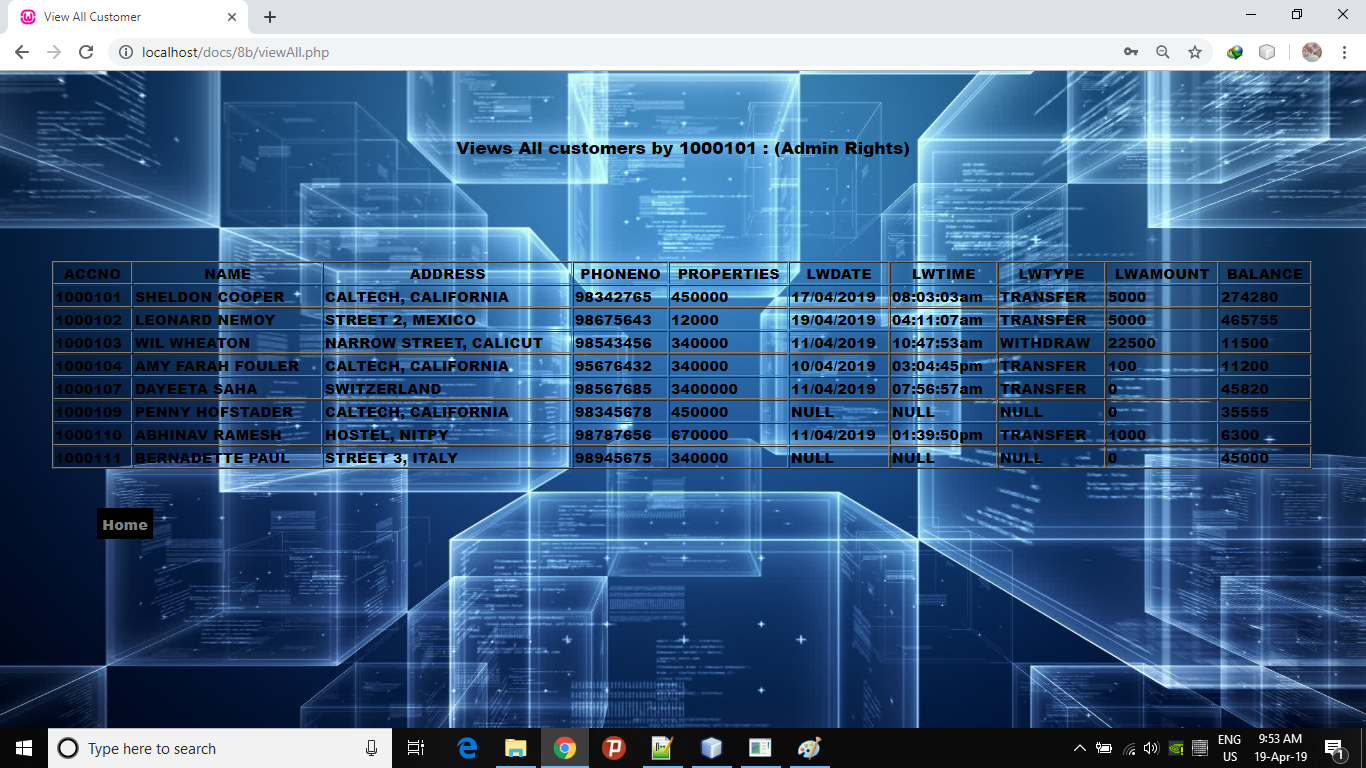 View All Customer
localhost/docs/8b/viewAll.php
Views All customers by 1000101 : (Admin Rights)
ACCNO NAME ADDRESS PHONENO PROPERTIES LWDATE LWTIME LWTYPE LWAMOUNT BALANCE
1000101 SHELDON COOPER CALTECH, CALIFORNIA 98342765 450000 17/04/2019 08:03:03am TRANSFER 5000 274280
1000102 LEONARD NEMOY STREET 2, MEXICO 98675643 12000 19/04/2019 04:11:07am TRANSFER 5000 465755
1000103 WIL WHEATON NARROW STREET, CALICUT 98543456 340000 11/04/2019 10:47:53am WITHDRAW 22500 11500
1000104 AMY FARAH FOULER CALTECH, CALIFORNIA 95676432 340000 10/04/2019 03:04:45pm TRANSFER 100 11200
1000107 DAYEETA SAHA SWITZERLAND 98567685 3400000 11/04/2019 07:56:57am TRANSFER 0 45820
1000109 PENNY HOFSTADER CALTECH, CALIFORNIA 98345678 450000 NULL NULL NULL 0 35555
1000110 ABHINAV RAMESH HOSTEL, NITPY 98787656 670000 11/04/2019 01:39:50pm TRANSFER 1000 6300
1000111 BERNADETTE PAUL STREET 3, ITALY 98945675 340000 NULL NULL NULL 0 45000
Home
Type here to search
ENG 9:53 AM
US 19-Apr-19
1